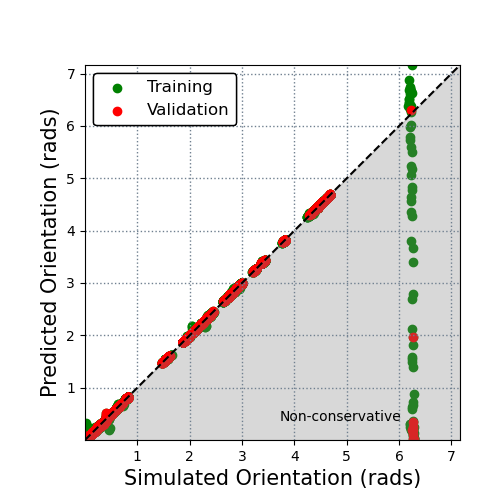 7
6
5
4
3
2
1
Predicted Orientation (rads)
Training
Validation
Non-conservative
1 2 3 4 5 6 7
Simulated Orientation (rads)